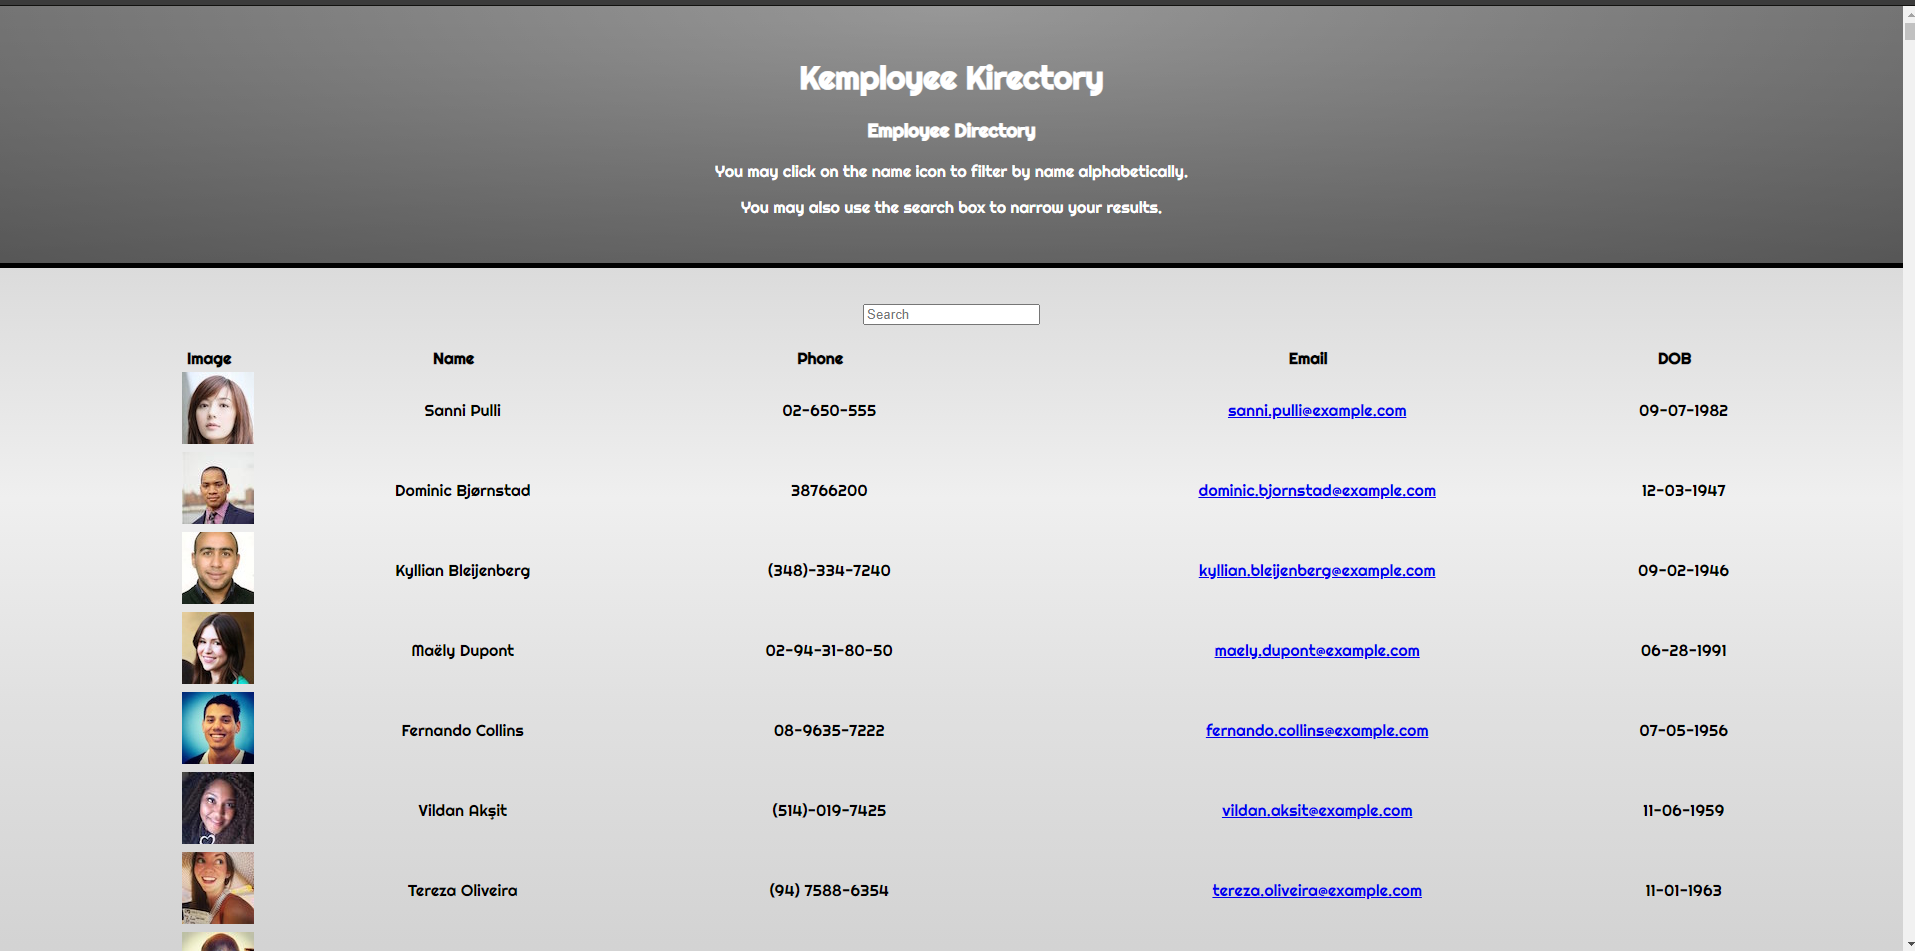 Kemployee Kirectory
Employee Directory
You may click on the name icon to filter by name alphabetically.
You may also use the search box to narrow your results.
Search
Image Name Phone Email DOB
Sanni Pulli 02-650-555 sanni.pulli@example.com 09-07-1982
Dominic Bjørnstad 38766200 dominic.bjornstad@example.com 12-03-1947
Kyllian Bleijenberg (348)-334-7240 kyllian.bleijenberg@example.com 09-02-1946
Maëly Dupont 02-94-31-80-50 maely.dupont@example.com 06-28-1991
Fernando Collins 08-9635-7222 fernando.collins@example.com 07-05-1956
Vildan Akşit (514)-019-7425 vildan.aksit@example.com 11-06-1959
Tereza Oliveira (94) 7588-6354 tereza.oliveira@example.com 11-01-1963